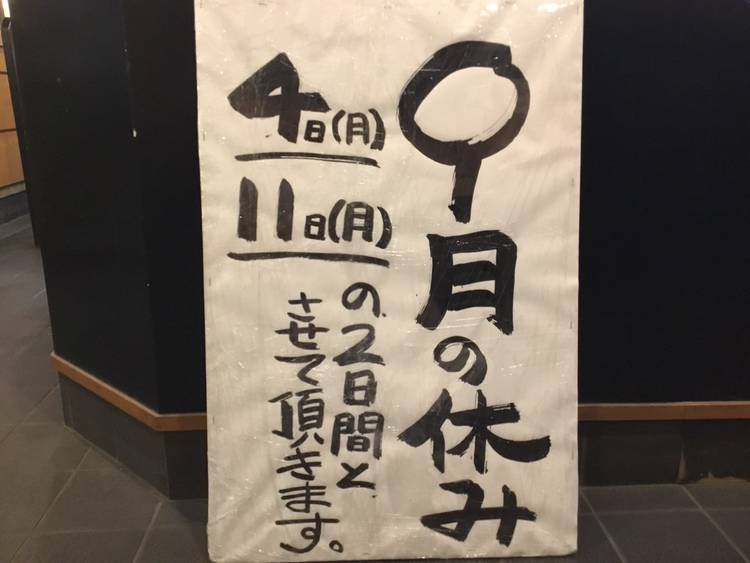 9月の休み
4日(月)
11日(月)
の2日間と
させて頂きます。